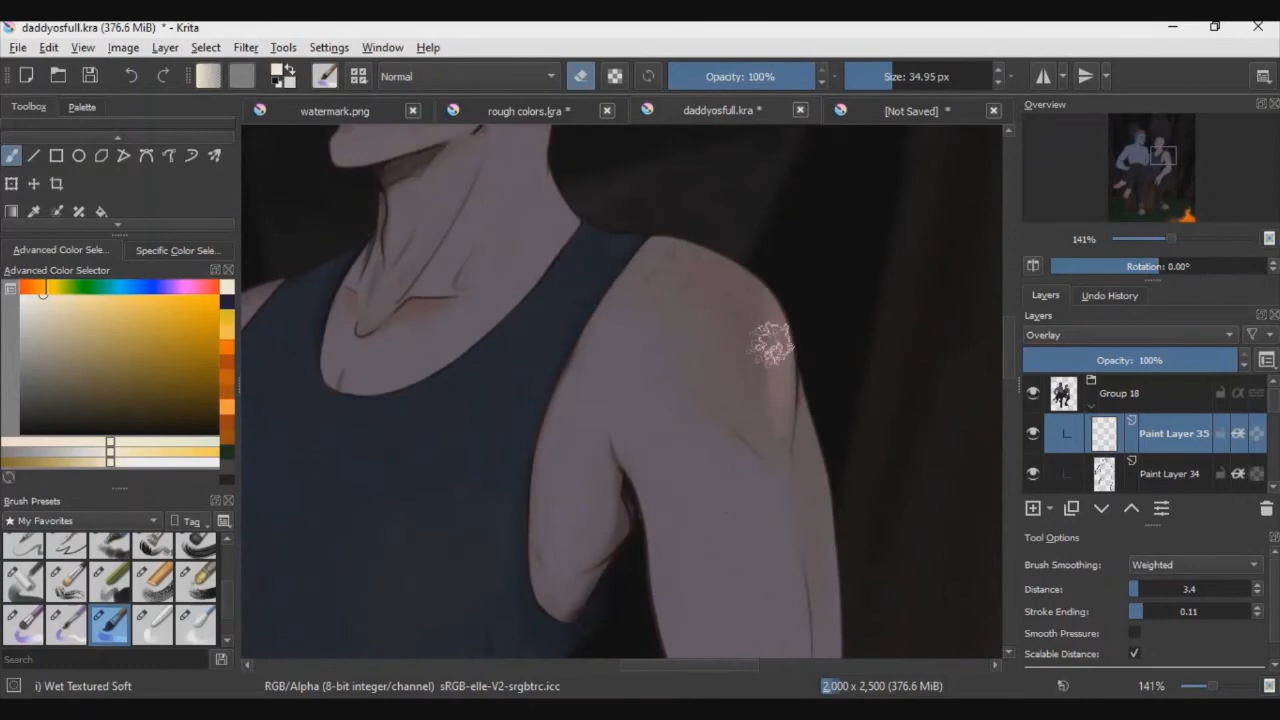 daddyosfull.kra (376.6 MiB) * - Krita
File Edit View Image Layer Select Filter Tools Settings Window Help
Normal Opacity: 100% Size: 34.95 px
Toolbox Palette
watermark.png rough colors.kra * daddyosfull.kra * [Not Saved] *
Overview
141%
Rotation: 0.00°
Advanced Color Sele... Specific Color Sele...
Advanced Color Selector
Layers Undo History
Layers
Overlay
Opacity: 100%
Group 18
Paint Layer 35
Paint Layer 34
Brush Presets
My Favorites Tag
Search
Tool Options
Brush Smoothing: Weighted
Distance: 3.4
Stroke Ending: 0.11
Smooth Pressure:
Scalable Distance:
i) Wet Textured Soft RGB/Alpha (8-bit integer/channel) sRGB-elle-V2-srgbtrc.icc 2,000 x 2,500 (376.6 MiB) 141%